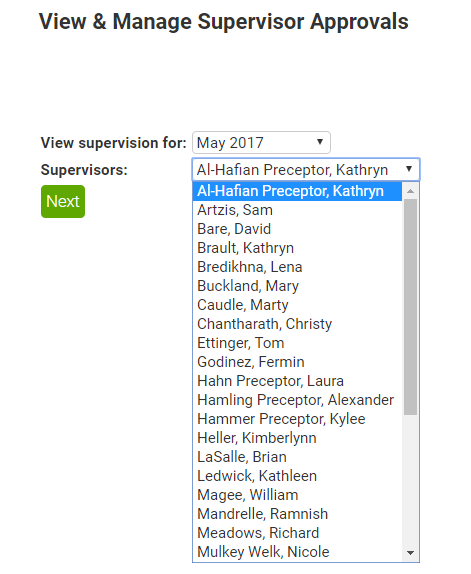 View & Manage Supervisor Approvals
View supervision for: May 2017
Supervisors: Al-Hafian Preceptor, Kathryn
Next
Al-Hafian Preceptor, Kathryn
Artzis, Sam
Bare, David
Brault, Kathryn
Bredikhna, Lena
Buckland, Mary
Caudle, Marty
Chantharath, Christy
Ettinger, Tom
Godinez, Fermin
Hahn Preceptor, Laura
Hamling Preceptor, Alexander
Hammer Preceptor, Kylee
Heller, Kimberlynn
LaSalle, Brian
Ledwick, Kathleen
Magee, William
Mandrelle, Ramnish
Meadows, Richard
Mulkey Welk, Nicole